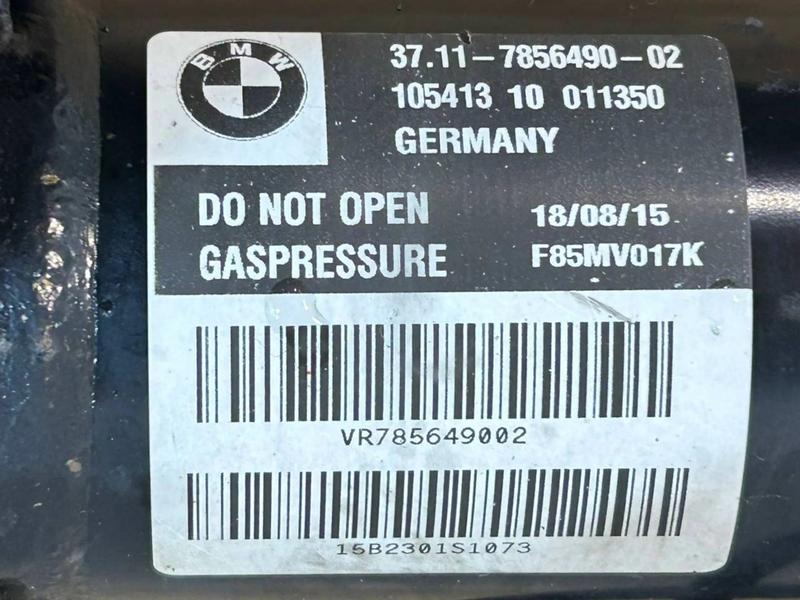 BMW
37.11-7856490-02
105413 10 011350
GERMANY
DO NOT OPEN
18/08/15
GASPRESSURE
F85MV017K
VR785649002
15B2301S1073